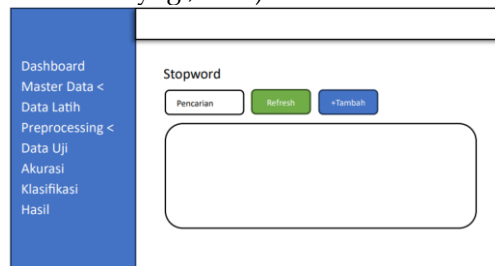 Dashboard
Master Data <
Data Latih
Preprocessing <
Data Uji
Akurasi
Klasifikasi
Hasil
Stopword
Pencarian
Refresh
+Tambah